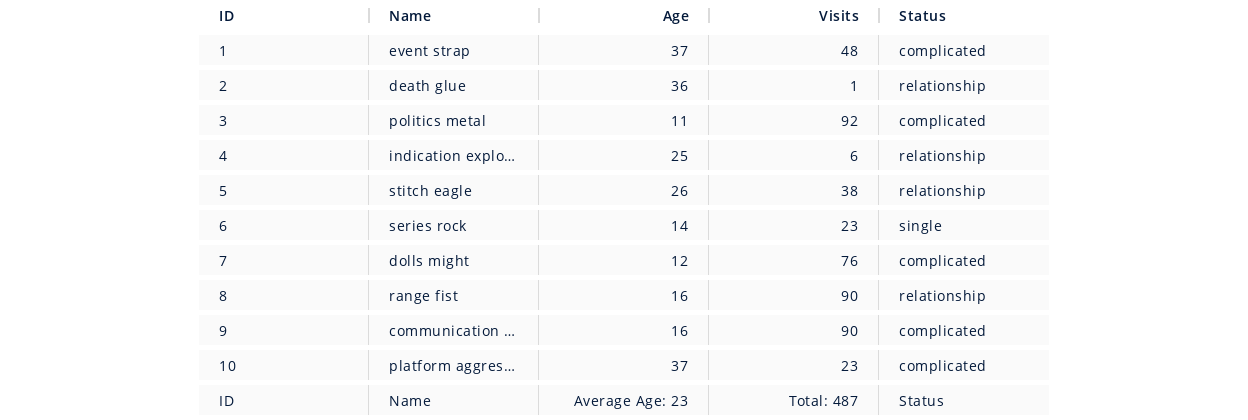 ID Name Age Visits Status
1 event strap 37 48 complicated
2 death glue 36 1 relationship
3 politics metal 11 92 complicated
4 indication explo... 25 6 relationship
5 stitch eagle 26 38 relationship
6 series rock 14 23 single
7 dolls might 12 76 complicated
8 range fist 16 90 relationship
9 communication ... 16 90 complicated
10 platform aggres... 37 23 complicated
ID Name Average Age: 23 Total: 487 Status